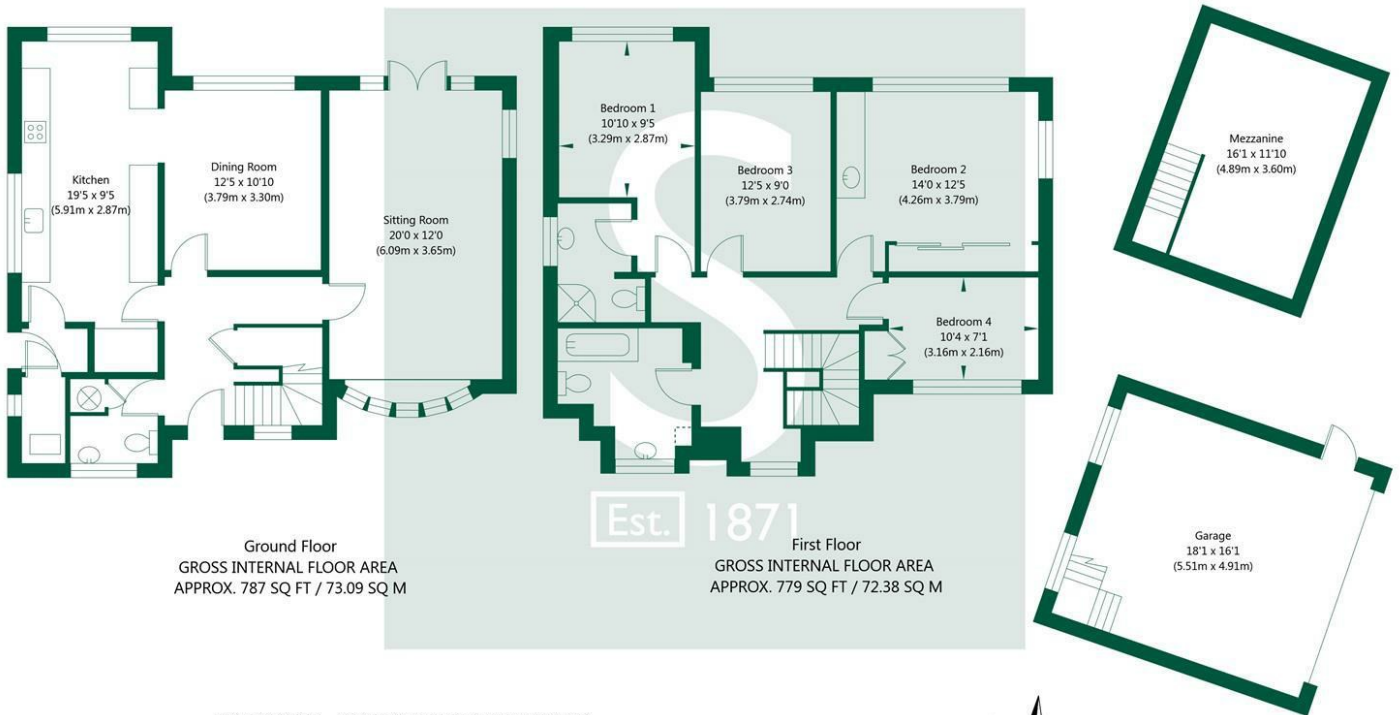 Kitchen
19'5 x 9'5
(5.91m x 2.87m)
Dining Room
12'5 x 10'10
(3.79m x 3.30m)
Sitting Room
20'0 x 12'0
(6.09m x 3.65m)
Bedroom 1
10'10 x 9'5
(3.29m x 2.87m)
Bedroom 3
12'5 x 9'0
(3.79m x 2.74m)
Bedroom 2
14'0 x 12'5
(4.26m x 3.79m)
Bedroom 4
10'4 x 7'1
(3.16m x 2.16m)
Mezzanine
16'1 x 11'10
(4.89m x 3.60m)
Garage
18'1 x 16'1
(5.51m x 4.91m)
S
Est. 1871
Ground Floor
GROSS INTERNAL FLOOR AREA
APPROX. 787 SQ FT / 73.09 SQ M
First Floor
GROSS INTERNAL FLOOR AREA
APPROX. 779 SQ FT / 72.38 SQ M